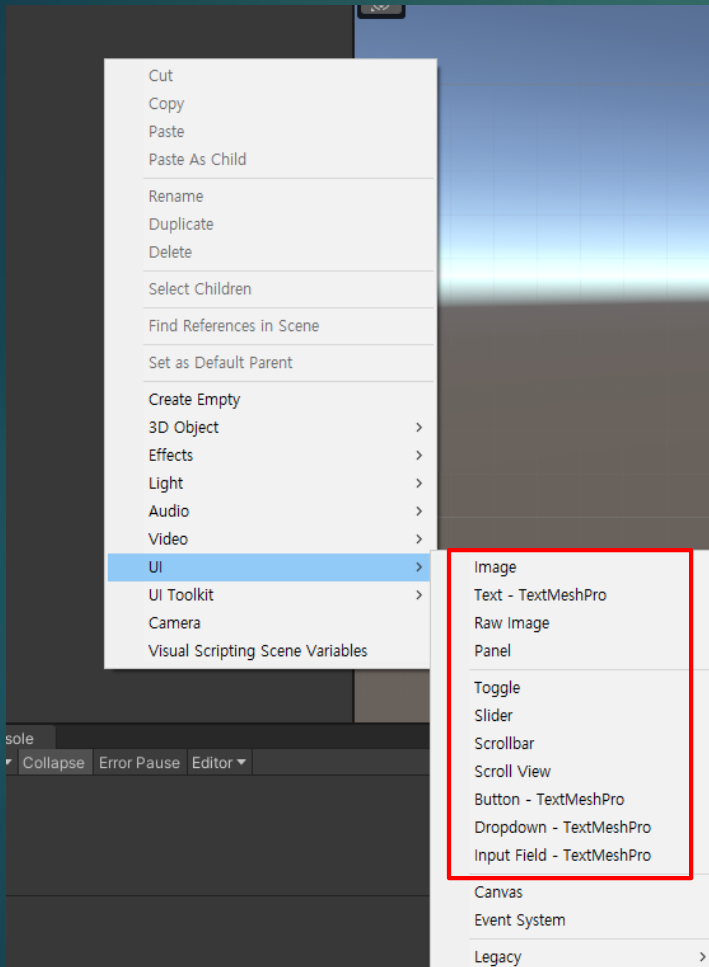 Cut
Copy
Paste
Paste As Child
Rename
Duplicate
Delete
Select Children
Find References in Scene
Set as Default Parent
Create Empty
3D Object
Effects
Light
Audio
Video
UI
UI Toolkit
Camera
Visual Scripting Scene Variables
Image
Text - TextMeshPro
Raw Image
Panel
Toggle
Slider
Scrollbar
Scroll View
Button - TextMeshPro
Dropdown - TextMeshPro
Input Field - TextMeshPro
Canvas
Event System
Legacy
sole
Collapse Error Pause Editor